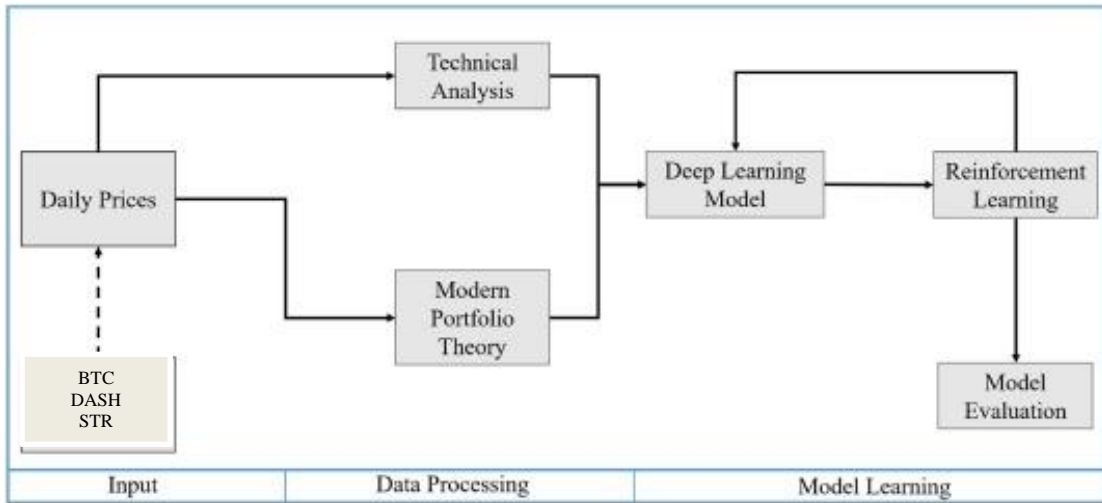 Technical
Analysis
Daily Prices
Deep Learning
Model
Reinforcement
Learning
Modern
Portfolio
Theory
BTC
DASH
STR
Model
Evaluation
Input
Data Processing
Model Learning